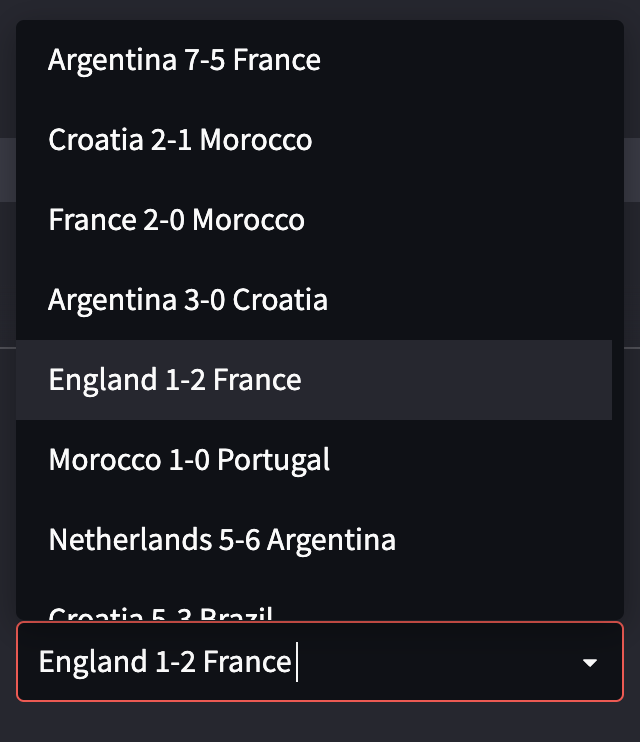 Argentina 7-5 France
Croatia 2-1 Morocco
France 2-0 Morocco
Argentina 3-0 Croatia
England 1-2 France
Morocco 1-0 Portugal
Netherlands 5-6 Argentina
Croatia 5-3 Brazil
England 1-2 France